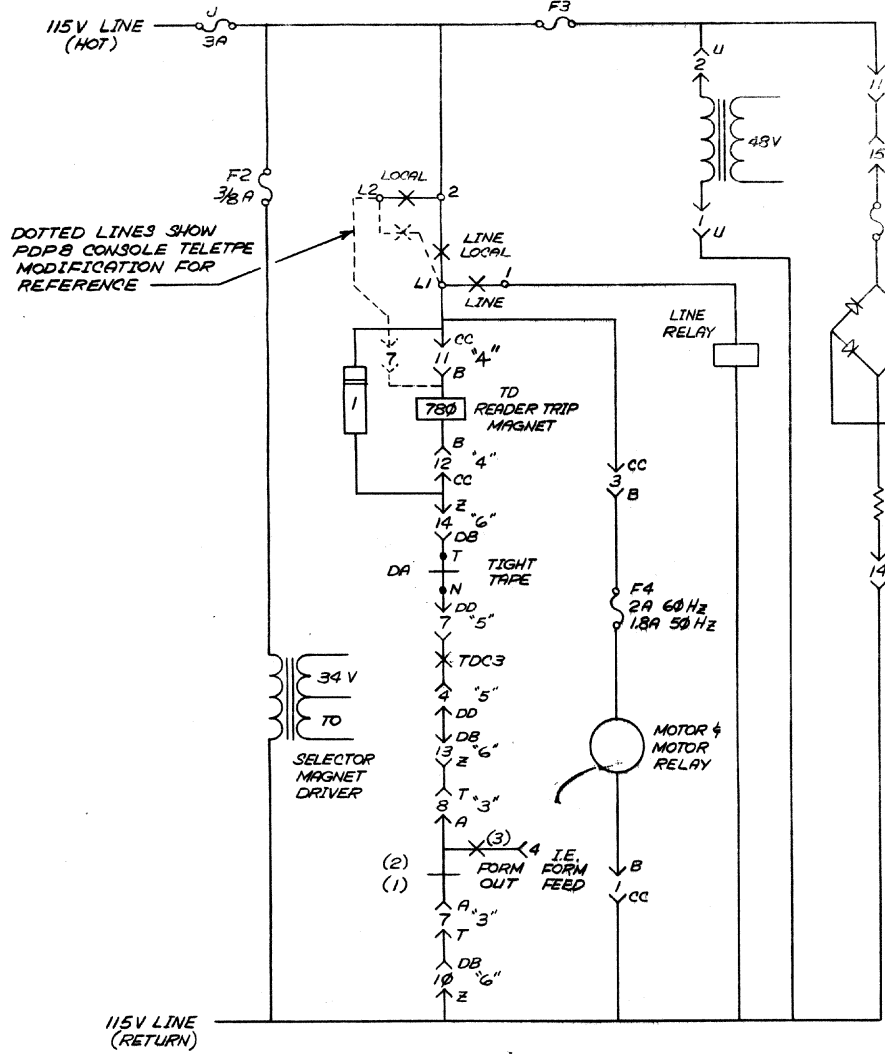 115V LINE
(HOT)
J
3A
F3
U
2
48V
1
U
11
15
F2
3/8 A
LOCAL
L2
2
DOTTED LINES SHOW
PDP8 CONSOLE TELETPE
MODIFICATION FOR
REFERENCE
LINE
LOCAL
L1
1
LINE
LINE
RELAY
7
CC
11 "4"
B
1
780
TD
READER TRIP
MAGNET
B
12 "4"
CC
Z
14 "6"
DB
T
DA
TIGHT
TAPE
N
DD
7 "5"
TDC3
4 "5"
DD
DB
13 "6"
Z
T
8 "3"
A
(3)
4
(2)
(1)
FORM
OUT
I.E.
FORM
FEED
A
7 "3"
T
DB
10 "6"
Z
CC
3
B
F4
2A 60 Hz
1.8A 50 Hz
MOTOR &
MOTOR
RELAY
B
1
CC
14
34 V
TO
SELECTOR
MAGNET
DRIVER
115V LINE
(RETURN)